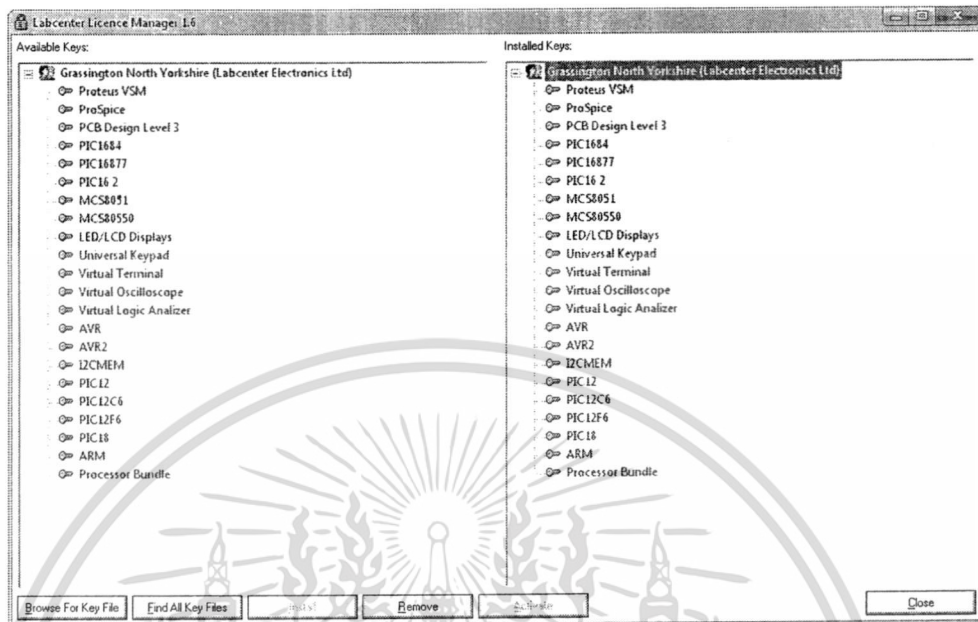 Labcenter Licence Manager 1.6
Available Keys:
Grassington North Yorkshire (Labcenter Electronics Ltd)
Proteus VSM
ProSpice
PCB Design Level 3
PIC1684
PIC16877
PIC16 2
MCS8051
MCS80550
LED/LCD Displays
Universal Keypad
Virtual Terminal
Virtual Oscilloscope
Virtual Logic Analizer
AVR
AVR2
I2CMEM
PIC12
PIC12C6
PIC12F6
PIC18
ARM
Processor Bundle
Installed Keys:
Grassington North Yorkshire (Labcenter Electronics Ltd)
Proteus VSM
ProSpice
PCB Design Level 3
PIC1684
PIC16877
PIC16 2
MCS8051
MCS80550
LED/LCD Displays
Universal Keypad
Virtual Terminal
Virtual Oscilloscope
Virtual Logic Analizer
AVR
AVR2
I2CMEM
PIC12
PIC12C6
PIC12F6
PIC18
ARM
Processor Bundle
Browse For Key File
Find All Key Files
Install
Remove
Activate
Close